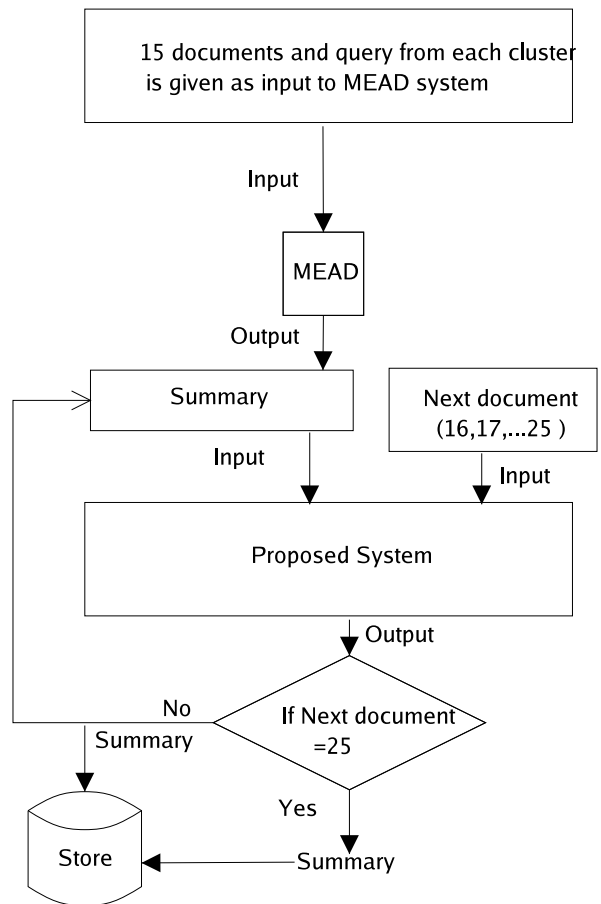 15 documents and query from each cluster
is given as input to MEAD system
Input
MEAD
Output
Summary
Next document
(16,17,...25 )
Input
Input
Proposed System
Output
If Next document
=25
No
Summary
Yes
Store
Summary